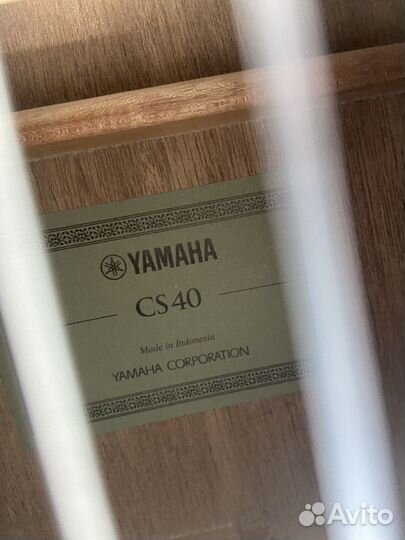 YAMAHA
CS40
Made in Indonesia
YAMAHA CORPORATION
Avito